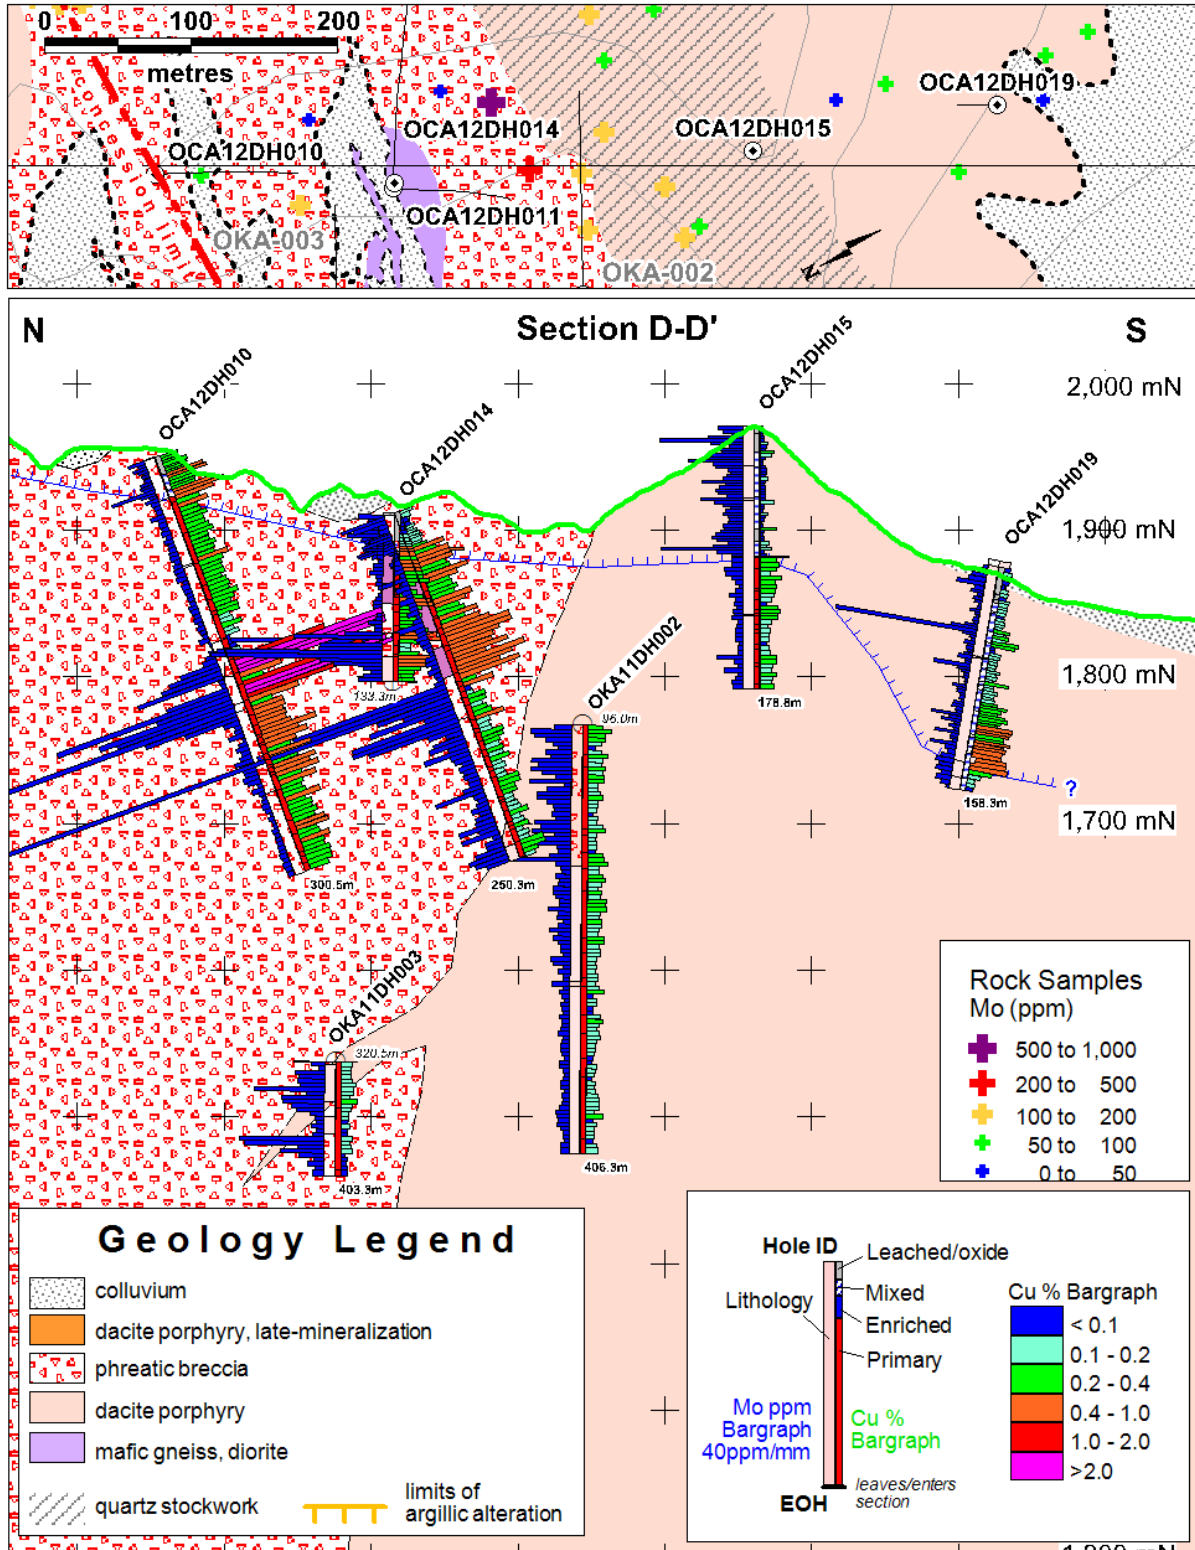 0 100 200
metres
concession limit
OCA12DH010
OKA-003
OCA12DH014
OCA12DH011
OCA12DH015
OCA12DH019
OKA-002
N
N
Section D-D'
S
OCA12DH010
OCA12DH014
OCA12DH015
OCA12DH019
2,000 mN
1,900 mN
1,800 mN
1,700 mN
133.3m
OKA11DH002
96.0m
178.8m
158.3m
?
300.5m
250.3m
OKA11DH003
320.5m
403.3m
406.3m
Rock Samples
Mo (ppm)
500 to 1,000
200 to 500
100 to 200
50 to 100
0 to 50
Geology Legend
colluvium
dacite porphyry, late-mineralization
phreatic breccia
dacite porphyry
mafic gneiss, diorite
quartz stockwork
limits of
argillic alteration
Hole ID
Leached/oxide
Lithology
Mixed
Enriched
Primary
Mo ppm
Bargraph
40ppm/mm
Cu %
Bargraph
EOH
leaves/enters
section
Cu % Bargraph
< 0.1
0.1 - 0.2
0.2 - 0.4
0.4 - 1.0
1.0 - 2.0
>2.0